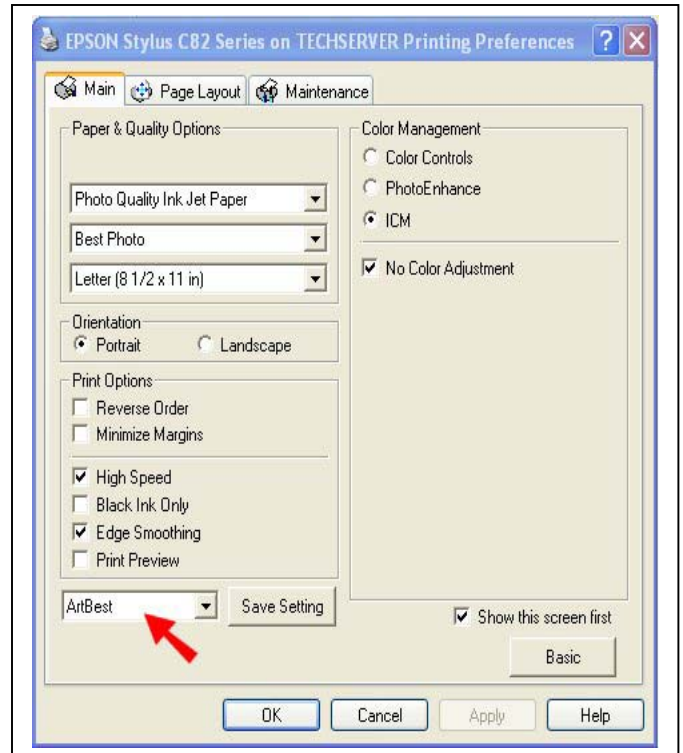 EPSON Stylus C82 Series on TECHSERVER Printing Preferences
Main
Page Layout
Maintenance
Paper & Quality Options
Photo Quality Ink Jet Paper
Best Photo
Letter (8 1/2 x 11 in)
Orientation
Portrait
Landscape
Print Options
Reverse Order
Minimize Margins
High Speed
Black Ink Only
Edge Smoothing
Print Preview
ArtBest
Save Setting
Color Management
Color Controls
PhotoEnhance
ICM
No Color Adjustment
Show this screen first
Basic
OK
Cancel
Apply
Help